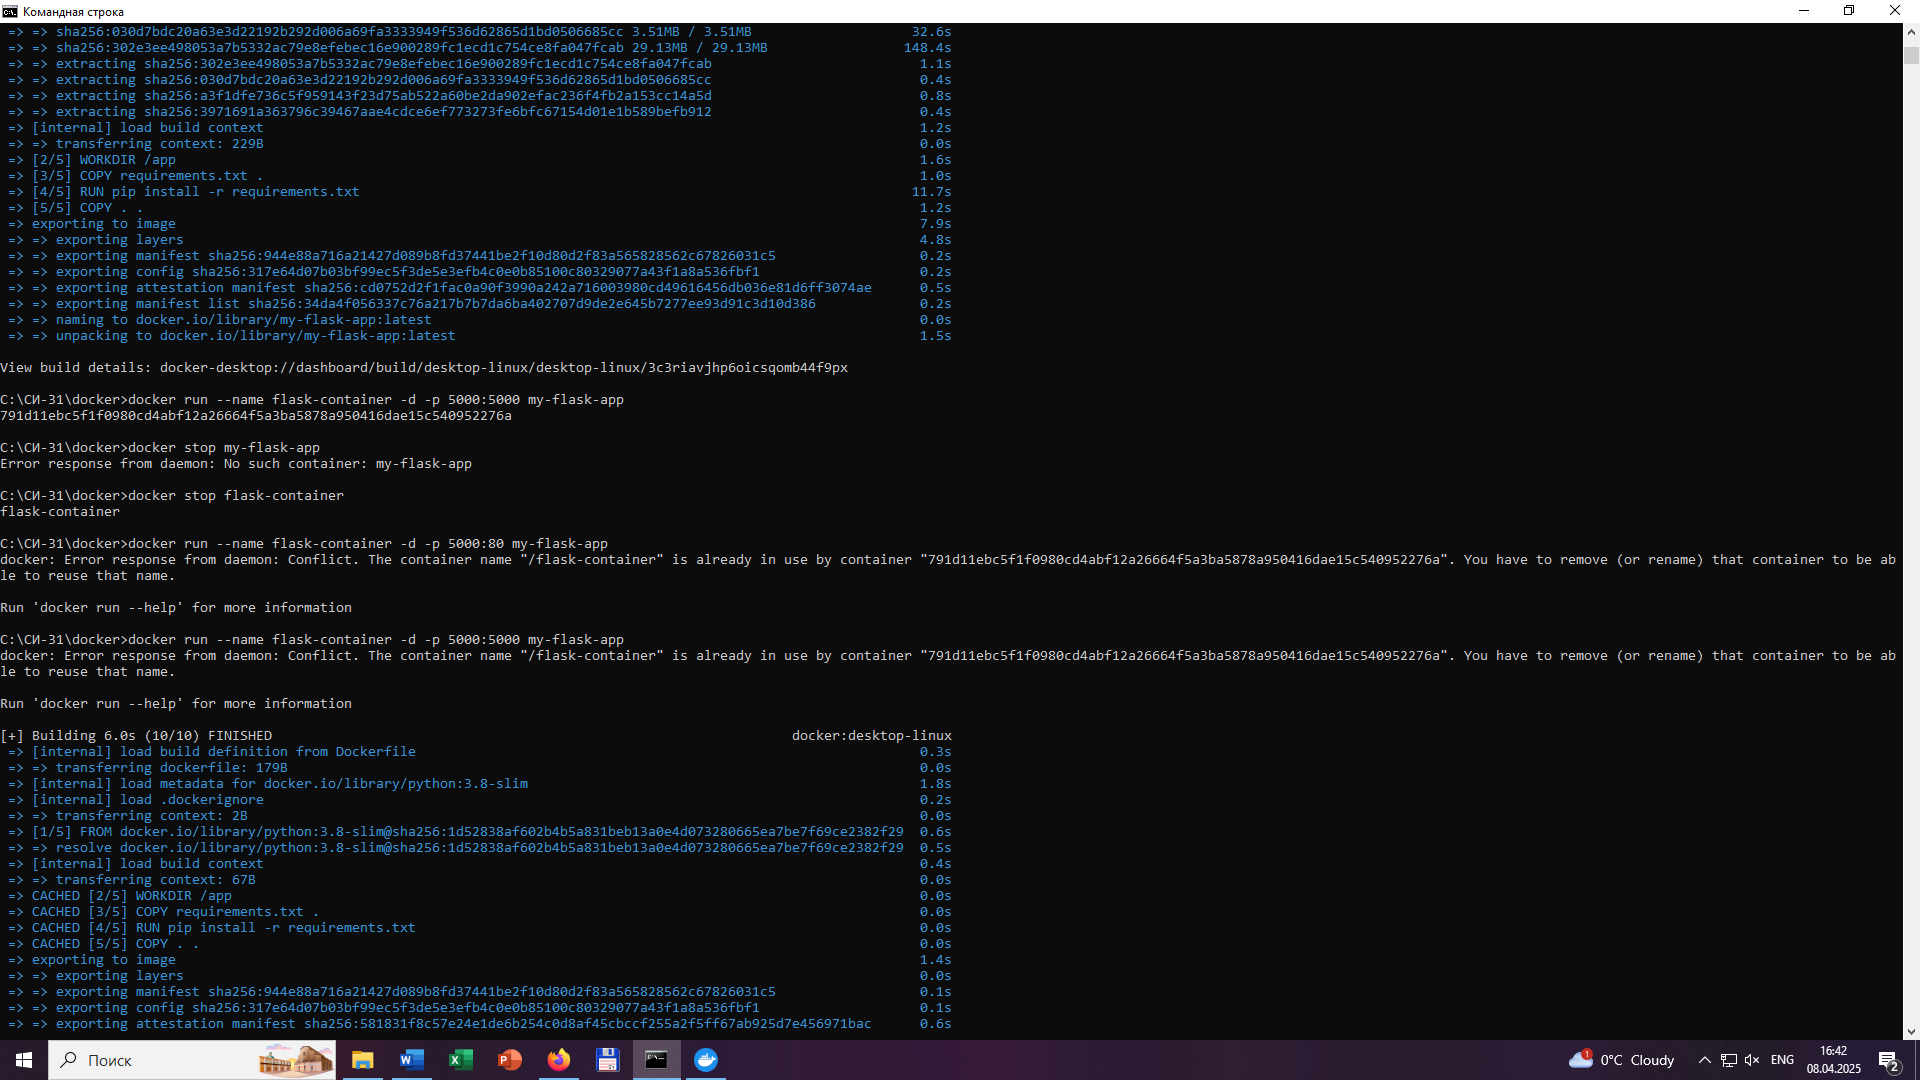 Командная строка
=> => sha256:030d7bdc20a63e3d22192b292d006a69fa3333949f536d62865d1bd0506685cc 3.51MB / 3.51MB 32.6s
=> => sha256:302e3ee498053a7b5332ac79e8efebec16e900289fc1ecd1c754ce8fa047fcab 29.13MB / 29.13MB 148.4s
=> => extracting sha256:302e3ee498053a7b5332ac79e8efebec16e900289fc1ecd1c754ce8fa047fcab 1.1s
=> => extracting sha256:030d7bdc20a63e3d22192b292d006a69fa3333949f536d62865d1bd0506685cc 0.4s
=> => extracting sha256:a3f1dfe736c5f959143f23d75ab522a60be2da902efac236f4fb2a153cc14a5d 0.8s
=> => extracting sha256:3971691a363796c39467aae4cdce6ef773273fe6bfc67154d01e1b589befb912 0.4s
=> [internal] load build context 1.2s
=> => transferring context: 229B 0.0s
=> [2/5] WORKDIR /app 1.6s
=> [3/5] COPY requirements.txt . 1.0s
=> [4/5] RUN pip install -r requirements.txt 11.7s
=> [5/5] COPY . . 1.2s
=> exporting to image 7.9s
=> => exporting layers 4.8s
=> => exporting manifest sha256:944e88a716a21427d089b8fd37441be2f10d80d2f83a565828562c67826031c5 0.2s
=> => exporting config sha256:317e64d07b03bf99ec5f3de5e3efb4c0e0b85100c80329077a43f1a8a536fbf1 0.2s
=> => exporting attestation manifest sha256:cd0752d2f1fac0a90f3990a242a716003980cd49616456db036e81d6ff3074ae 0.5s
=> => exporting manifest list sha256:34da4f056337c76a217b7b7da6ba402707d9de2e645b7277ee93d91c3d10d386 0.2s
=> => naming to docker.io/library/my-flask-app:latest 0.0s
=> => unpacking to docker.io/library/my-flask-app:latest 1.5s
View build details: docker-desktop://dashboard/build/desktop-linux/desktop-linux/3c3riavjhp6oicsqomb44f9px
C:\СИ-31\docker>docker run --name flask-container -d -p 5000:5000 my-flask-app
791d11ebc5f1f0980cd4abf12a26664f5a3ba5878a950416dae15c540952276a
C:\СИ-31\docker>docker stop my-flask-app
Error response from daemon: No such container: my-flask-app
C:\СИ-31\docker>docker stop flask-container
flask-container
C:\СИ-31\docker>docker run --name flask-container -d -p 5000:80 my-flask-app
docker: Error response from daemon: Conflict. The container name "/flask-container" is already in use by container "791d11ebc5f1f0980cd4abf12a26664f5a3ba5878a950416dae15c540952276a". You have to remove (or rename) that container to be ab
le to reuse that name.
Run 'docker run --help' for more information
C:\СИ-31\docker>docker run --name flask-container -d -p 5000:5000 my-flask-app
docker: Error response from daemon: Conflict. The container name "/flask-container" is already in use by container "791d11ebc5f1f0980cd4abf12a26664f5a3ba5878a950416dae15c540952276a". You have to remove (or rename) that container to be ab
le to reuse that name.
Run 'docker run --help' for more information
[+] Building 6.0s (10/10) FINISHED docker:desktop-linux
=> [internal] load build definition from Dockerfile 0.3s
=> => transferring dockerfile: 179B 0.0s
=> [internal] load metadata for docker.io/library/python:3.8-slim 1.8s
=> [internal] load .dockerignore 0.2s
=> => transferring context: 2B 0.0s
=> [1/5] FROM docker.io/library/python:3.8-slim@sha256:1d52838af602b4b5a831beb13a0e4d073280665ea7be7f69ce2382f29 0.6s
=> => resolve docker.io/library/python:3.8-slim@sha256:1d52838af602b4b5a831beb13a0e4d073280665ea7be7f69ce2382f29 0.5s
=> [internal] load build context 0.4s
=> => transferring context: 67B 0.0s
=> CACHED [2/5] WORKDIR /app 0.0s
=> CACHED [3/5] COPY requirements.txt . 0.0s
=> CACHED [4/5] RUN pip install -r requirements.txt 0.0s
=> CACHED [5/5] COPY . . 0.0s
=> exporting to image 1.4s
=> => exporting layers 0.0s
=> => exporting manifest sha256:944e88a716a21427d089b8fd37441be2f10d80d2f83a565828562c67826031c5 0.1s
=> => exporting config sha256:317e64d07b03bf99ec5f3de5e3efb4c0e0b85100c80329077a43f1a8a536fbf1 0.1s
=> => exporting attestation manifest sha256:581831f8c57e24e1de6b254c0d8af45cbccf255a2f5ff67ab925d7e456971bac 0.6s
Поиск
1
0°C Cloudy
ENG
16:42
08.04.2025
2